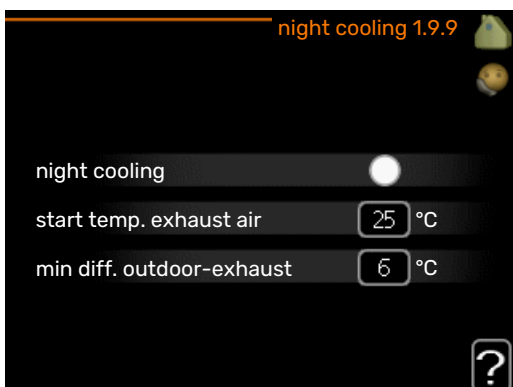 night cooling 1.9.9
night cooling
start temp. exhaust air 25 °C
min diff. outdoor-exhaust 6 °C
?